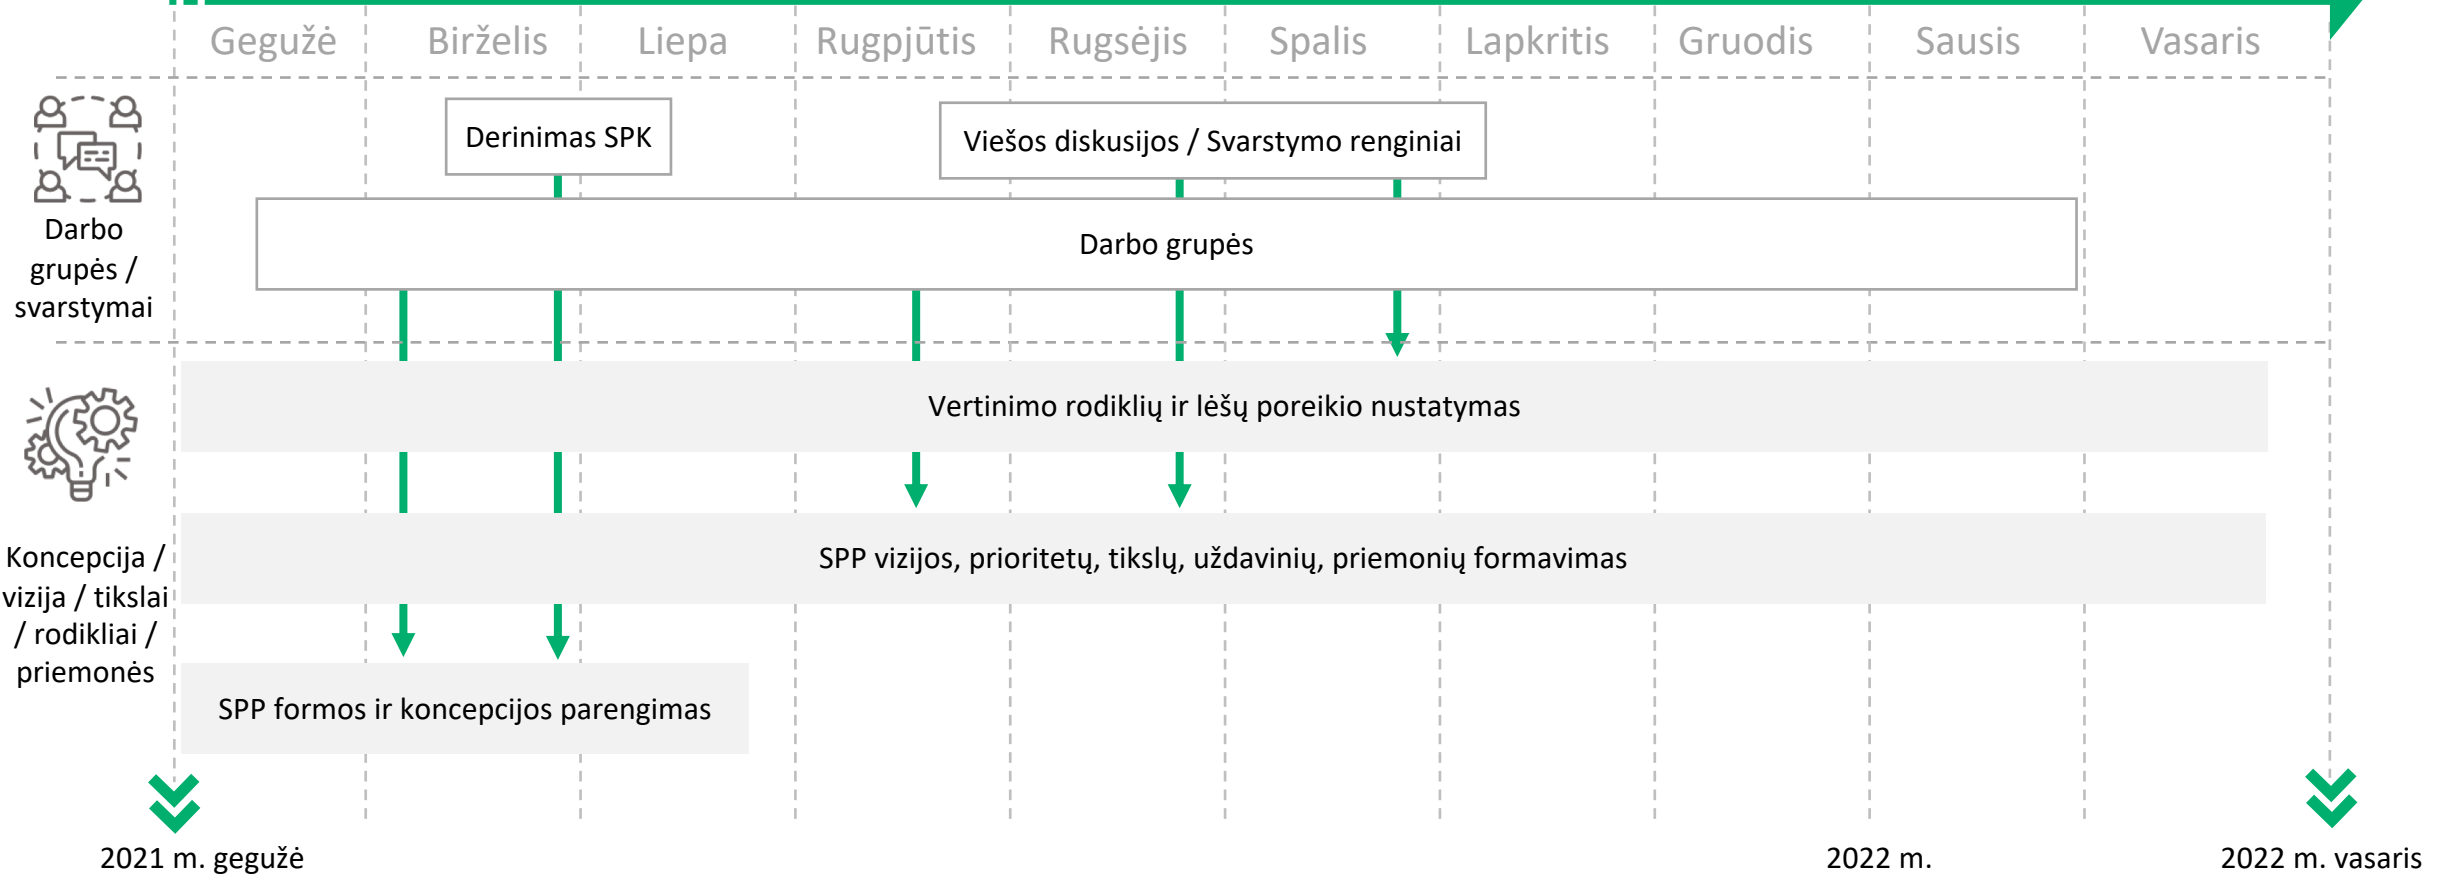 Gegužė Birželis Liepa Rugpjūtis Rugsėjis Spalis Lapkritis Gruodis Sausis Vasaris
Derinimas SPK
Viešos diskusijos / Svarstymo renginiai
Darbo
grupės /
svarstymai
Darbo grupės
Vertinimo rodiklių ir lėšų poreikio nustatymas
Koncepcija /
vizija / tikslai
/ rodikliai /
priemonės
SPP vizijos, prioritetų, tikslų, uždavinių, priemonių formavimas
SPP formos ir koncepcijos parengimas
2021 m. gegužė
2022 m.
2022 m. vasaris